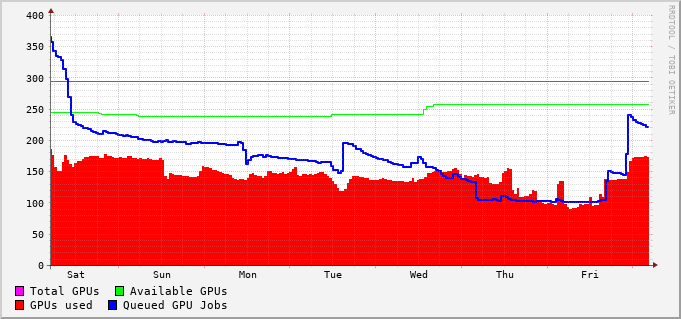 400
350
300
250
200
150
100
50
0
Sat Sun Mon Tue Wed Thu Fri
Total GPUs Available GPUs
GPUs used Queued GPU Jobs
RRDTOOL / TOBI OETIKER